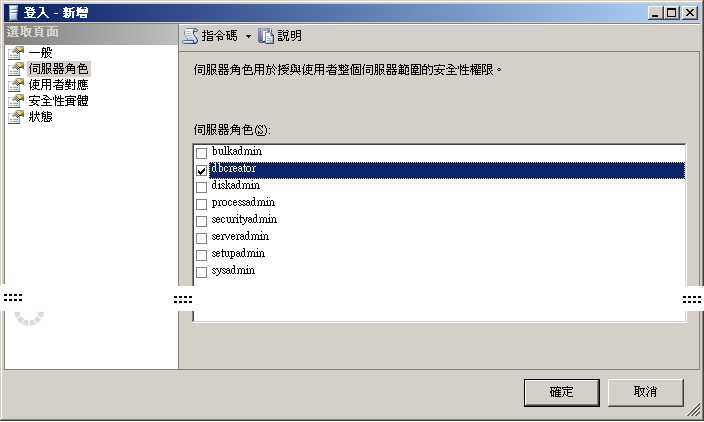 登入 - 新增
選取頁面
一般
伺服器角色
使用者對應
安全性實體
狀態
指令碼 說明
伺服器角色用於授與使用者整個伺服器範圍的安全性權限。
伺服器角色(S):
bulkadmin
dbcreator
diskadmin
processadmin
securityadmin
serveradmin
setupadmin
sysadmin
確定 取消